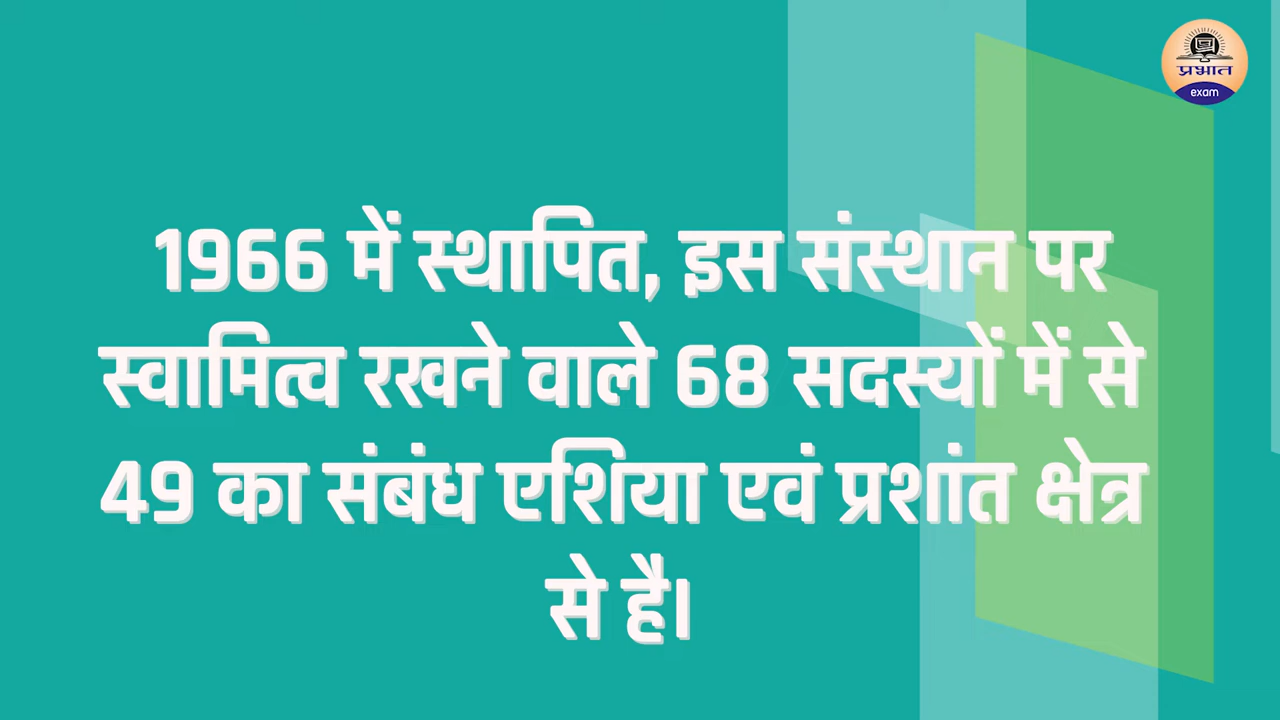 प्रभात
exam
1966 में स्थापित, इस संस्थान पर
स्वामित्व रखने वाले 68 सदस्यों में से
49 का संबंध एशिया एवं प्रशांत क्षेत्र
से है।